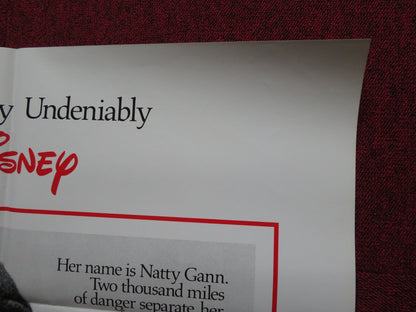 y Undeniably
sney
Her name is Natty Gann.
Two thousand miles
of danger separate her